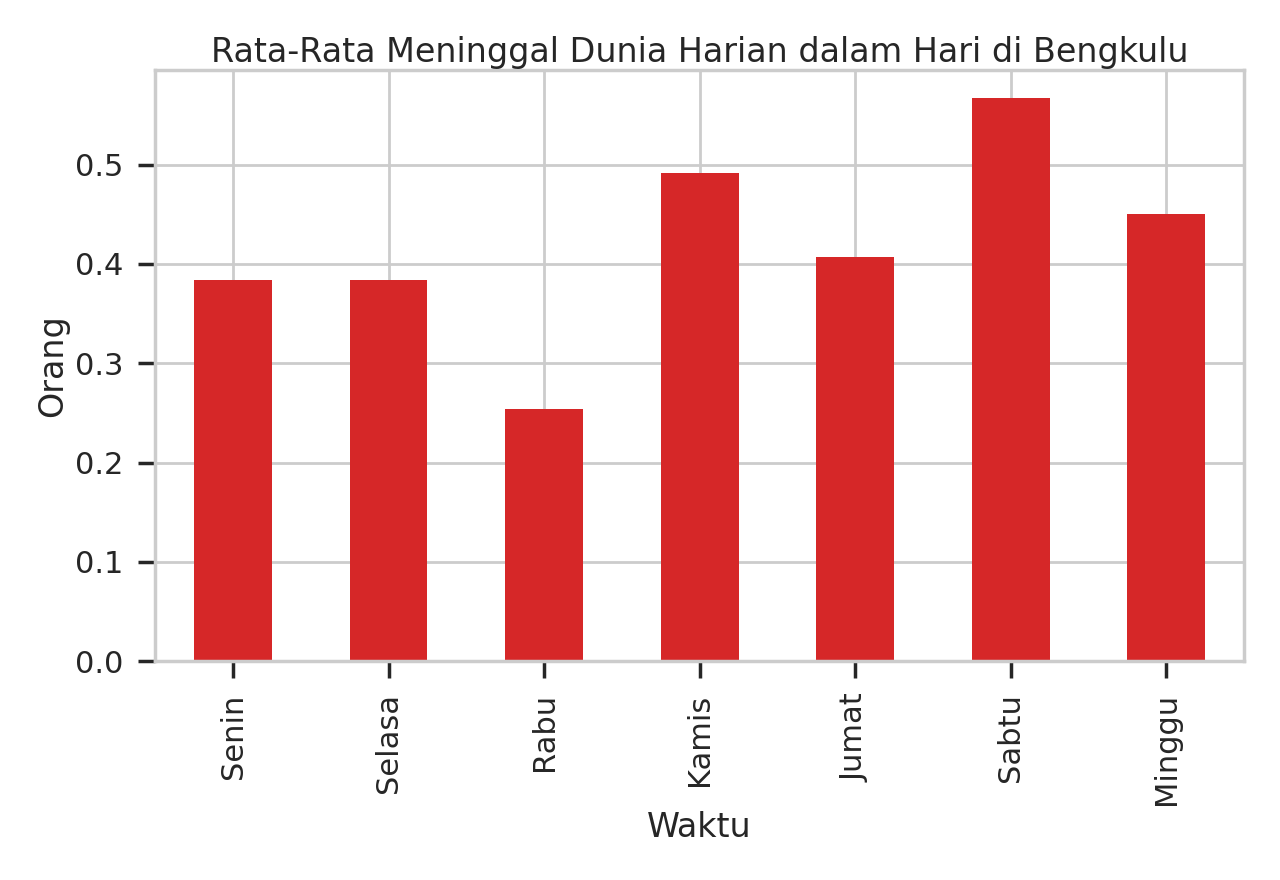 Rata-Rata Meninggal Dunia Harian dalam Hari di Bengkulu
Orang
0.5
0.4
0.3
0.2
0.1
0.0
Senin
Selasa
Rabu
Kamis
Jumat
Sabtu
Minggu
Waktu